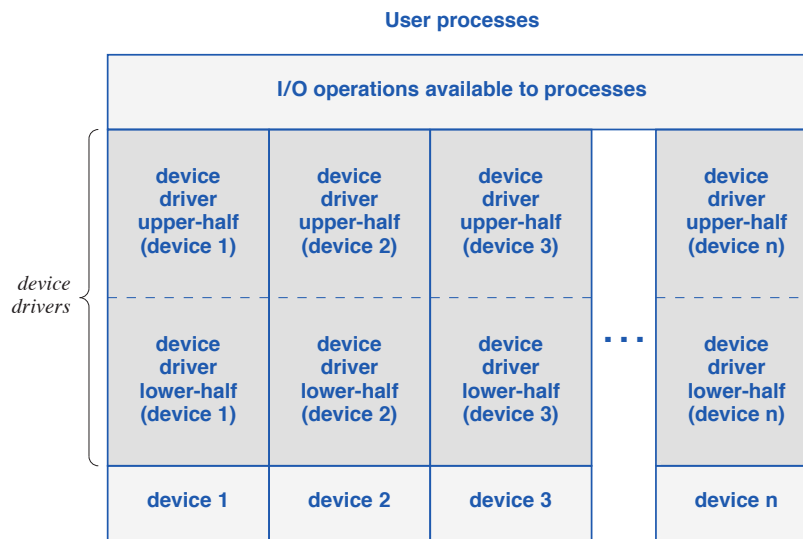 User processes
I/O operations available to processes
device
driver
upper-half
(device 1)
device
driver
upper-half
(device 2)
device
driver
upper-half
(device 3)
device
driver
upper-half
(device n)
device
drivers
device
driver
lower-half
(device 1)
device
driver
lower-half
(device 2)
device
driver
lower-half
(device 3)
...
device
driver
lower-half
(device n)
device 1
device 2
device 3
device n